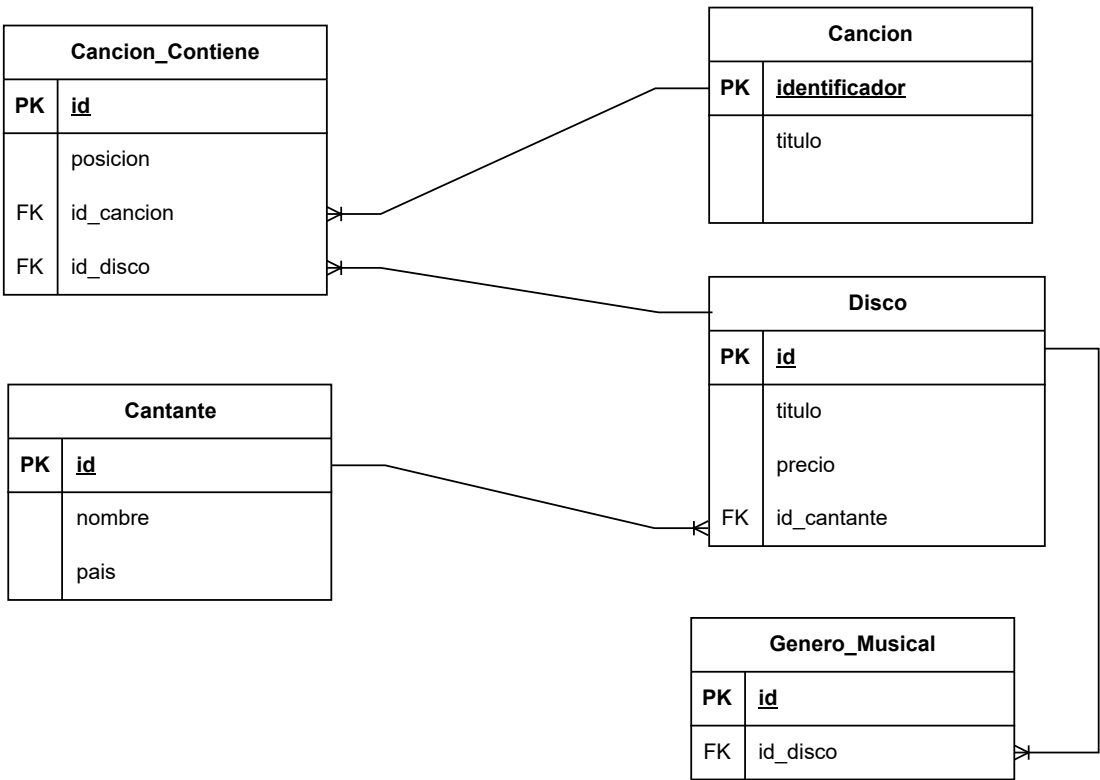 Cancion_Contiene
PK id
posicion
FK id_cancion
FK id_disco
Cancion
PK identificador
titulo
Disco
PK id
titulo
precio
FK id_cantante
Cantante
PK id
nombre
pais
Genero_Musical
PK id
FK id_disco